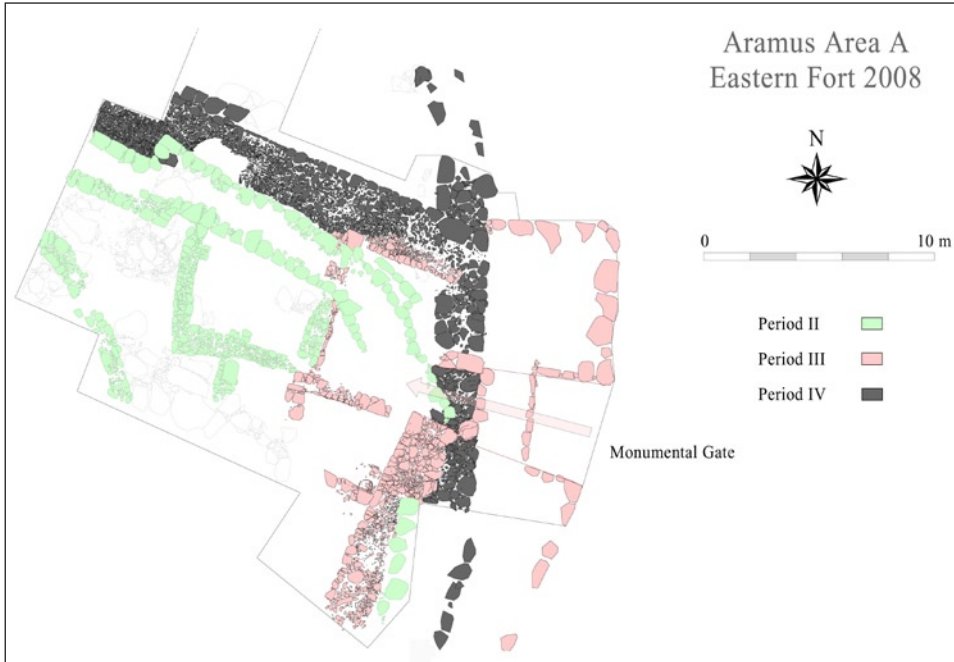 Aramus Area A
Eastern Fort 2008
N
0 10 m
Period II
Period III
Period IV
Monumental Gate